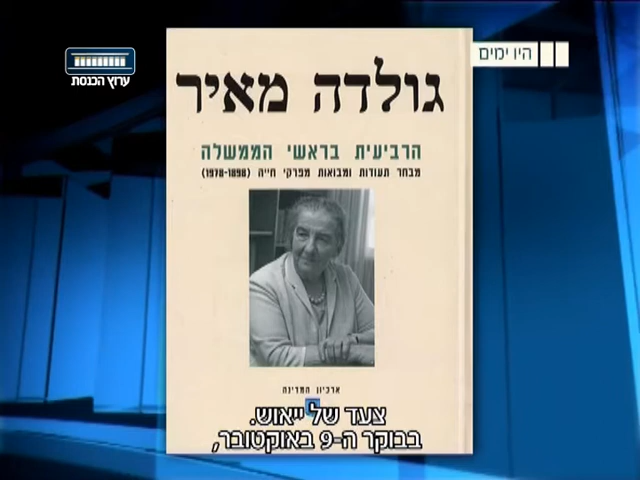 היו ימים
ערוץ הכנסת
גולדה מאיר
הרביעית בראשי הממשלה
מבחר תעודות ומבואות מפרקי חייה (1978-1898)
ארכיון המדינה
צעד של ייאוש.
בבוקר ה-9 באוקטובר,